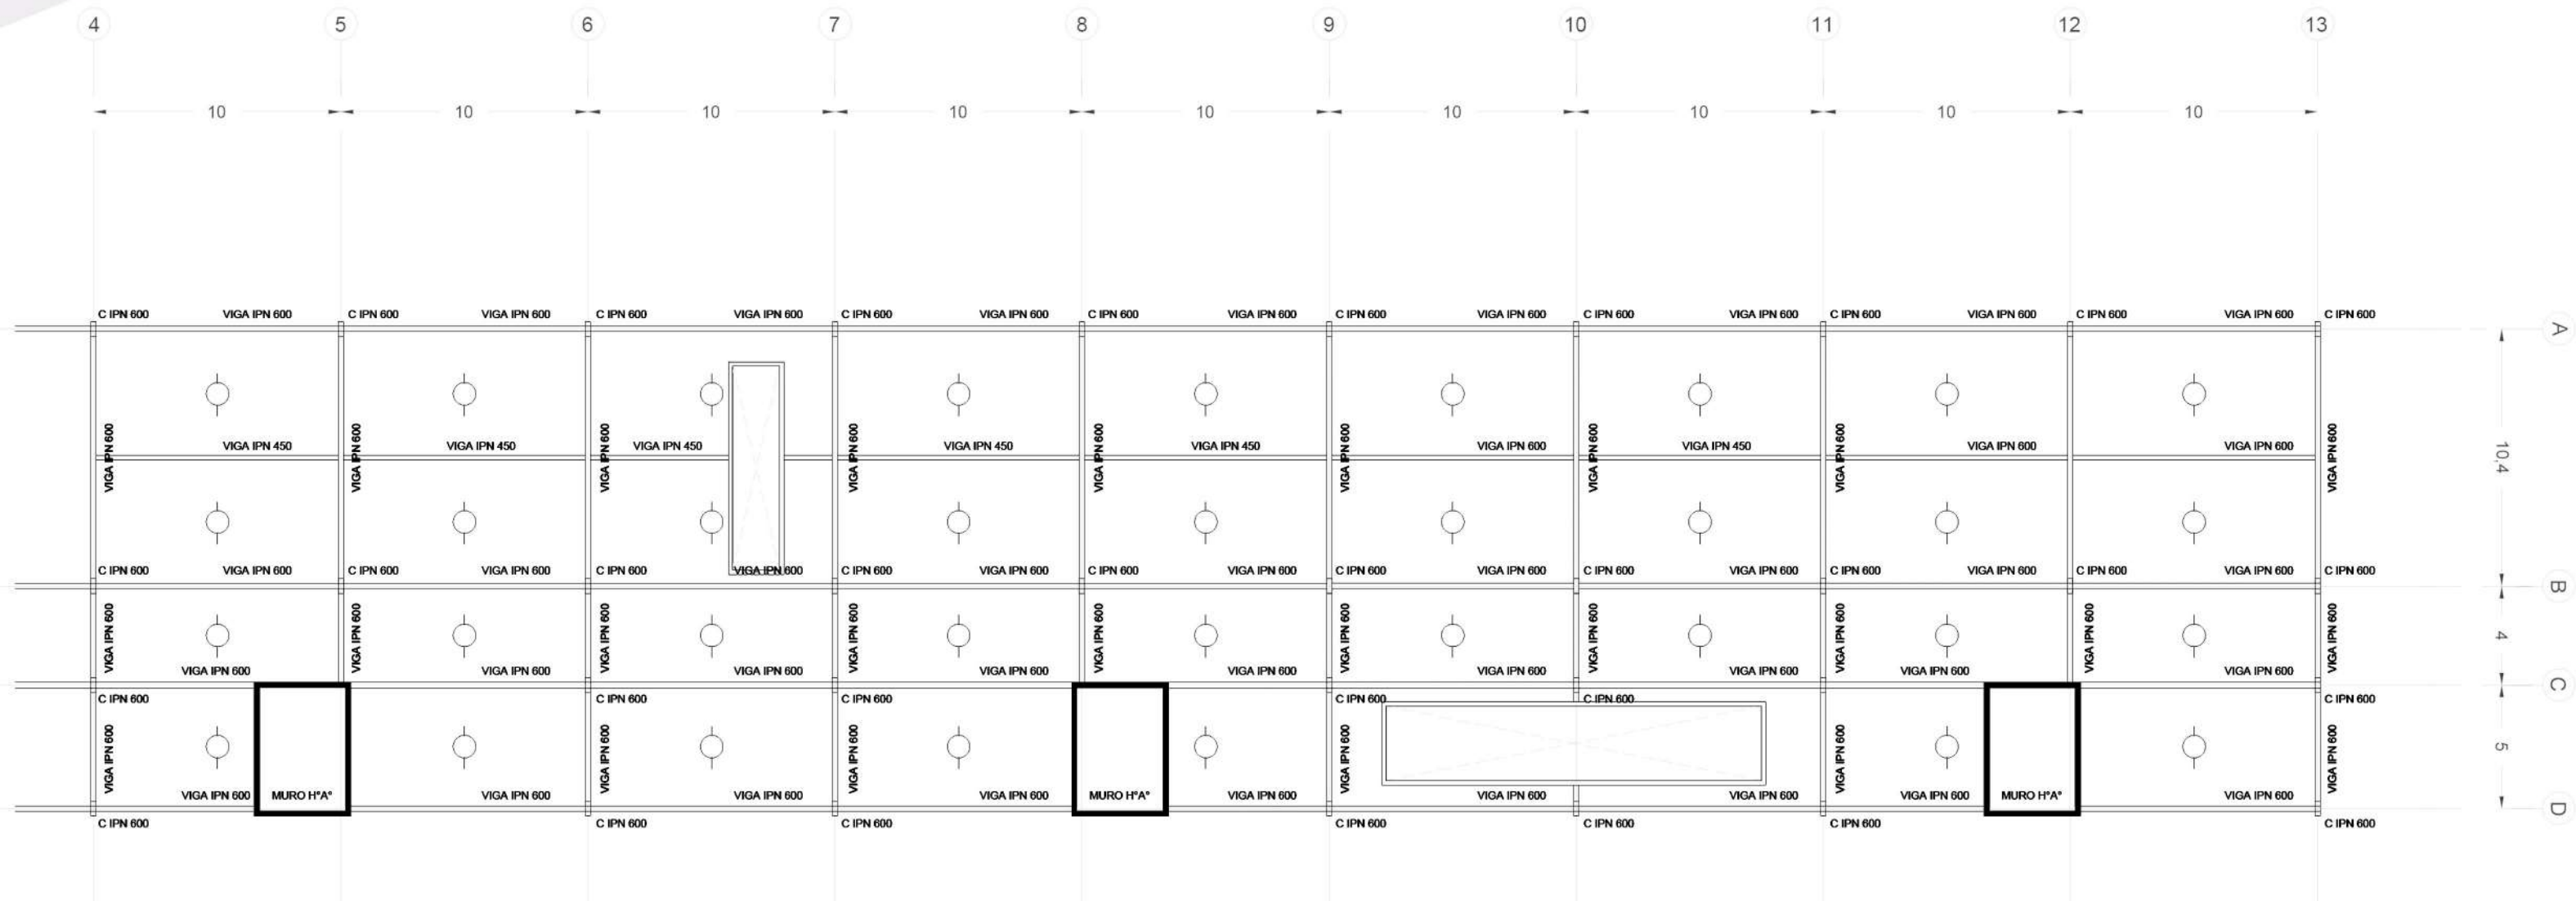 4 5 6 7 8 9 10 11 12 13
10 10 10 10 10 10 10 10 10
C IPN 600 VIGA IPN 600 C IPN 600 VIGA IPN 600 C IPN 600 VIGA IPN 600 C IPN 600 VIGA IPN 600 C IPN 600 VIGA IPN 600 C IPN 600 VIGA IPN 600 C IPN 600 VIGA IPN 600 C IPN 600 VIGA IPN 600 C IPN 600 VIGA IPN 600 C IPN 600
A
VIGA IPN 450 VIGA IPN 450 VIGA IPN 450 VIGA IPN 450 VIGA IPN 450 VIGA IPN 600 VIGA IPN 450 VIGA IPN 600 VIGA IPN 600
VIGA IPN 600 VIGA IPN 600 VIGA IPN 600 VIGA IPN 600 VIGA IPN 600 VIGA IPN 600 VIGA IPN 600 VIGA IPN 600 VIGA IPN 600
10,4
C IPN 600 VIGA IPN 600 C IPN 600 VIGA IPN 600 C IPN 600 VIGA IPN 600 C IPN 600 VIGA IPN 600 C IPN 600 VIGA IPN 600 C IPN 600 VIGA IPN 600 C IPN 600 VIGA IPN 600 C IPN 600 VIGA IPN 600 C IPN 600 VIGA IPN 600 C IPN 600
B
VIGA IPN 600 VIGA IPN 600 VIGA IPN 600 VIGA IPN 600 VIGA IPN 600 VIGA IPN 600 VIGA IPN 600 VIGA IPN 600 VIGA IPN 600 VIGA IPN 600
4
VIGA IPN 600 VIGA IPN 600 VIGA IPN 600 VIGA IPN 600 VIGA IPN 600 VIGA IPN 600 VIGA IPN 600 VIGA IPN 600 VIGA IPN 600
C
C IPN 600 C IPN 600 C IPN 600 C IPN 600 C IPN 600 C IPN 600
VIGA IPN 600 VIGA IPN 600 VIGA IPN 600 VIGA IPN 600 VIGA IPN 600 VIGA IPN 600
5
VIGA IPN 600 MURO H°A° VIGA IPN 600 VIGA IPN 600 VIGA IPN 600 MURO H°A° VIGA IPN 600 VIGA IPN 600 VIGA IPN 600 VIGA IPN 600 MURO H°A° VIGA IPN 600
D
C IPN 600 C IPN 600 C IPN 600 C IPN 600 C IPN 600 C IPN 600 C IPN 600